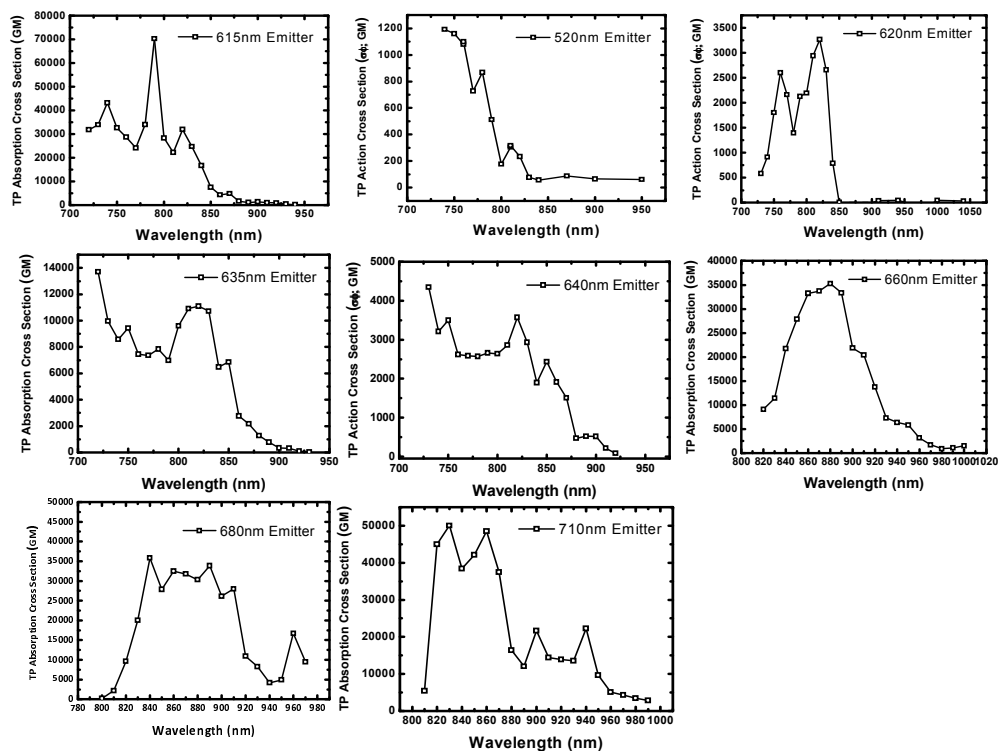 TP Absorption Cross Section (GM)
80000
70000
60000
50000
40000
30000
20000
10000
0
615nm Emitter
700 750 800 850 900 950
Wavelength (nm)
TP Action Cross Section (σϕ; GM)
1200
1000
800
600
400
200
0
520nm Emitter
700 750 800 850 900 950
Wavelength (nm)
TP Action Cross Section (σϕ; GM)
3500
3000
2500
2000
1500
1000
500
0
620nm Emitter
750 800 850 900 950 1000 1050
Wavelength (nm)
TP Absorption Cross Section (GM)
14000
12000
10000
8000
6000
4000
2000
0
635nm Emitter
700 750 800 850 900 950
Wavelength (nm)
TP Action Cross Section (σϕ; GM)
5000
4000
3000
2000
1000
0
640nm Emitter
700 750 800 850 900 950
Wavelength (nm)
TP Absorption Cross Section (GM)
40000
35000
30000
25000
20000
15000
10000
5000
0
660nm Emitter
800 820 840 860 880 900 920 940 960 980 1000 1020
Wavelength (nm)
TP Absorption Cross Section (GM)
50000
45000
40000
35000
30000
25000
20000
15000
10000
5000
0
680nm Emitter
780 800 820 840 860 880 900 920 940 960 980
Wavelength (nm)
TP Absorption Cross Section (GM)
50000
40000
30000
20000
10000
0
710nm Emitter
800 820 840 860 880 900 920 940 960 980 1000
Wavelength (nm)